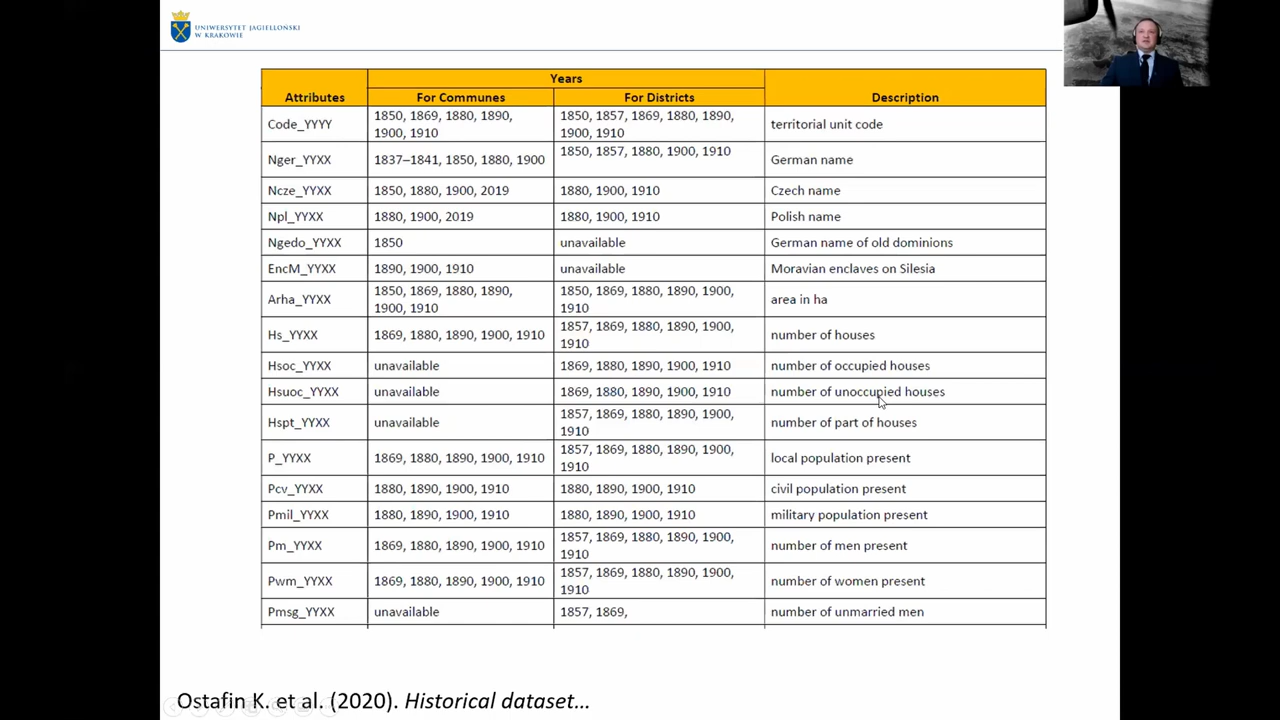 UNIWERSYTET JAGIELLOŃSKI
W KRAKOWIE
Years
Attributes For Communes For Districts Description
Code_YYYY 1850, 1869, 1880, 1890, 1900, 1910 1850, 1857, 1869, 1880, 1890, 1900, 1910 territorial unit code
Nger_YYXX 1837–1841, 1850, 1880, 1900 1850, 1857, 1880, 1900, 1910 German name
Ncze_YYXX 1850, 1880, 1900, 2019 1880, 1900, 1910 Czech name
Npl_YYXX 1880, 1900, 2019 1880, 1900, 1910 Polish name
Ngedo_YYXX 1850 unavailable German name of old dominions
EncM_YYXX 1890, 1900, 1910 unavailable Moravian enclaves on Silesia
Arha_YYXX 1850, 1869, 1880, 1890, 1900, 1910 1850, 1869, 1880, 1890, 1900, 1910 area in ha
Hs_YYXX 1869, 1880, 1890, 1900, 1910 1857, 1869, 1880, 1890, 1900, 1910 number of houses
Hsoc_YYXX unavailable 1869, 1880, 1890, 1900, 1910 number of occupied houses
Hsuoc_YYXX unavailable 1869, 1880, 1890, 1900, 1910 number of unoccupied houses
Hspt_YYXX unavailable 1857, 1869, 1880, 1890, 1900, 1910 number of part of houses
P_YYXX 1869, 1880, 1890, 1900, 1910 1857, 1869, 1880, 1890, 1900, 1910 local population present
Pcv_YYXX 1880, 1890, 1900, 1910 1880, 1890, 1900, 1910 civil population present
Pmil_YYXX 1880, 1890, 1900, 1910 1880, 1890, 1900, 1910 military population present
Pm_YYXX 1869, 1880, 1890, 1900, 1910 1857, 1869, 1880, 1890, 1900, 1910 number of men present
Pwm_YYXX 1869, 1880, 1890, 1900, 1910 1857, 1869, 1880, 1890, 1900, 1910 number of women present
Pmsg_YYXX unavailable 1857, 1869, number of unmarried men
Ostafin K. et al. (2020). Historical dataset...